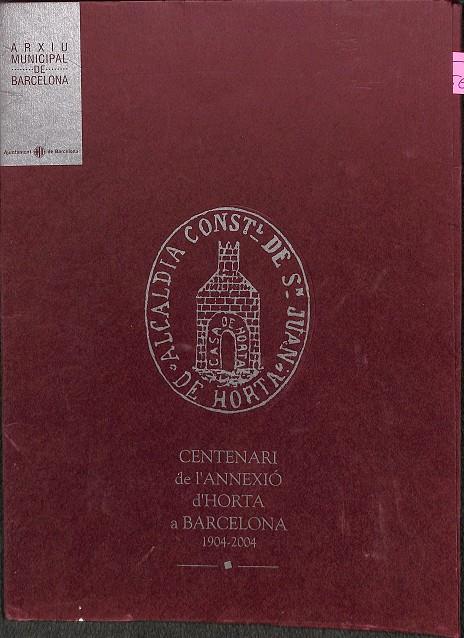 ARXIU
MUNICIPAL
DE
BARCELONA
Ajuntament de Barcelona
ALCALDIA CONSTL. DE SN. JUAN
DE HORTA
CASA DE HORTA
CENTENARI
de l'ANNEXIÓ
d'HORTA
a BARCELONA
1904-2004